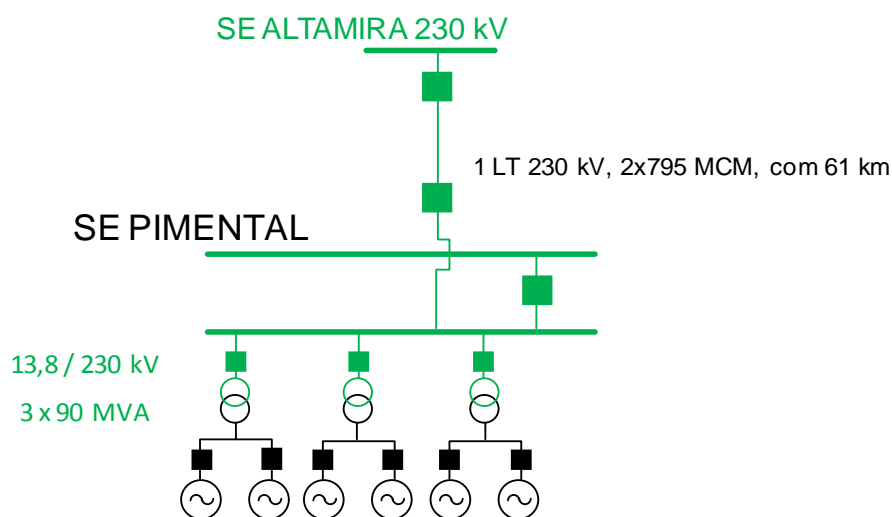 SE ALTAMIRA 230 kV
1 LT 230 kV, 2x795 MCM, com 61 km
SE PIMENTAL
13,8 / 230 kV
3 x 90 MVA